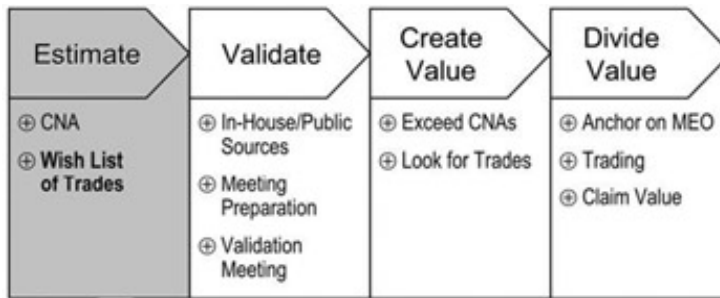 Estimate
⊕ CNA
⊕ Wish List
of Trades
Validate
⊕ In-House/Public
Sources
⊕ Meeting
Preparation
⊕ Validation
Meeting
Create
Value
⊕ Exceed CNAs
⊕ Look for Trades
Divide
Value
⊕ Anchor on MEO
⊕ Trading
⊕ Claim Value